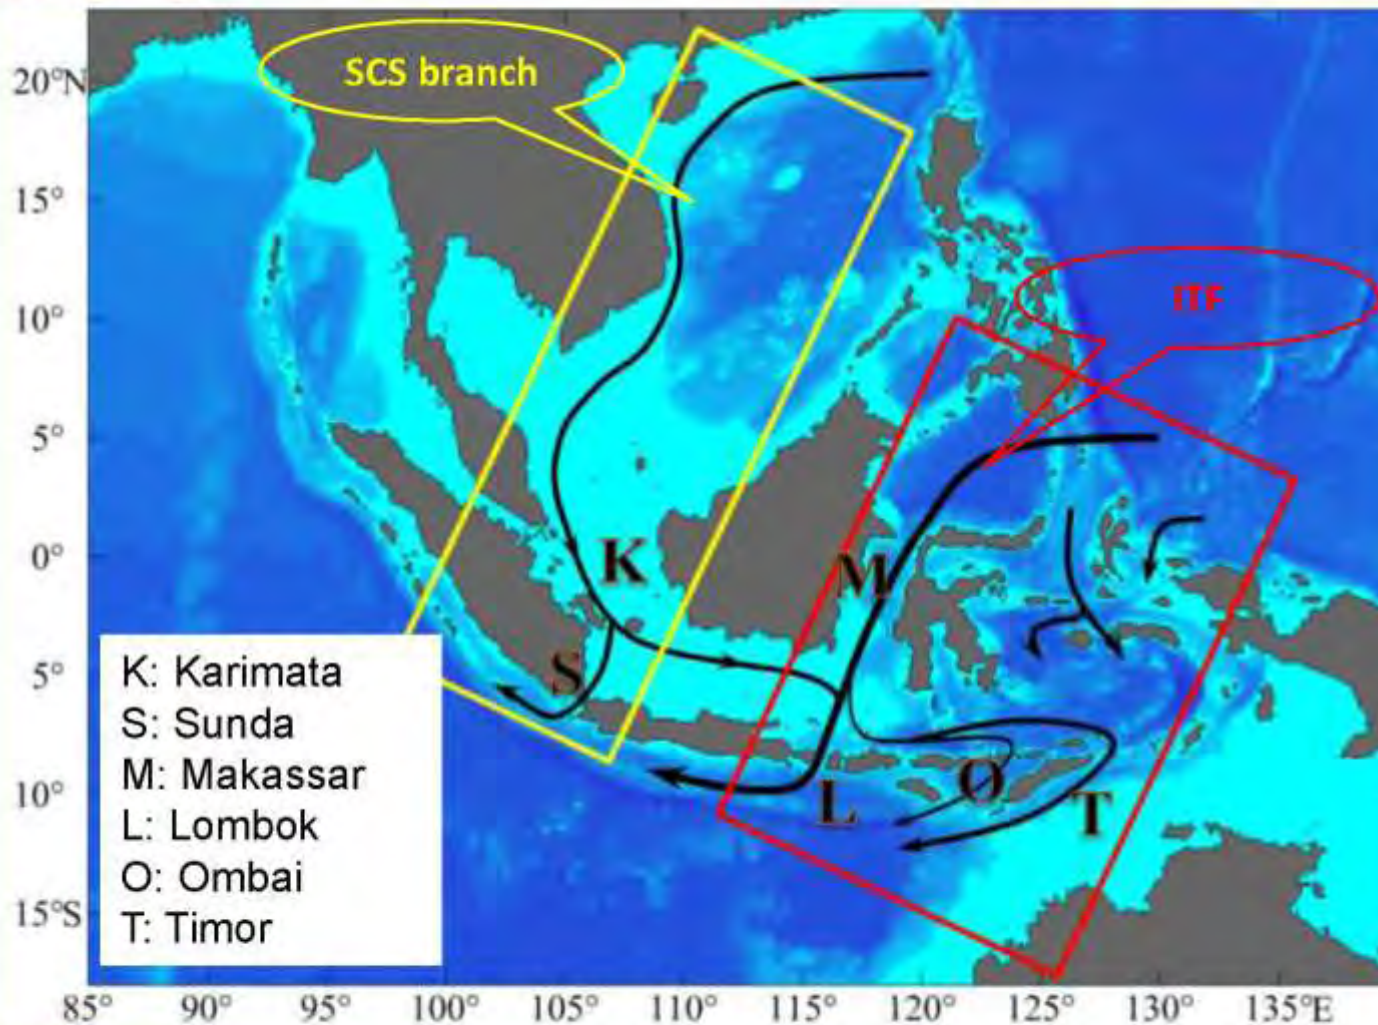 SCS branch
ITF
20°N
15°
10°
5°
0°
5°
10°
15°S
K
M
S
L
O
T
K: Karimata
S: Sunda
M: Makassar
L: Lombok
O: Ombai
T: Timor
85° 90° 95° 100° 105° 110° 115° 120° 125° 130° 135°E